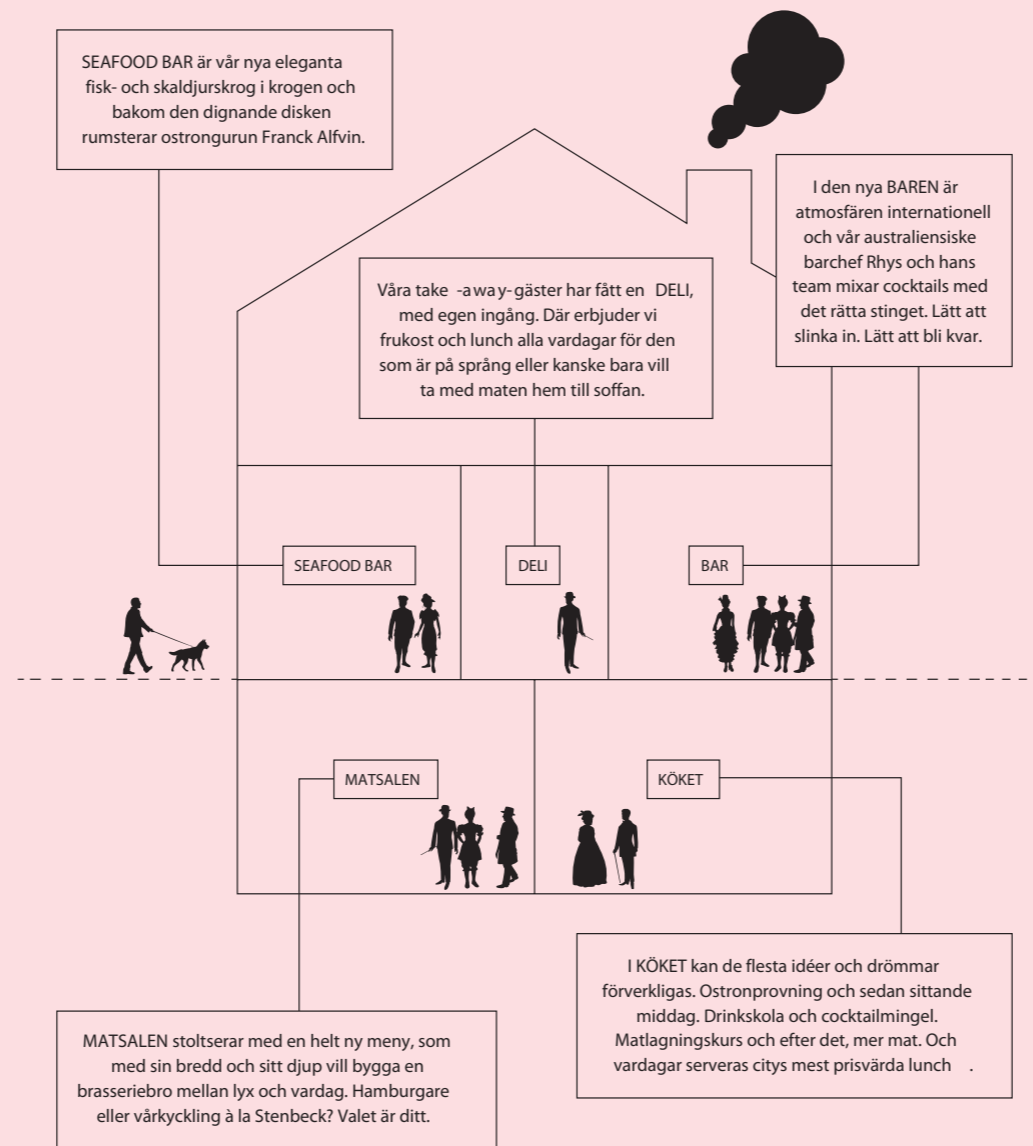 SEAFOOD BAR är vår nya eleganta
fisk- och skaldjurskrog i krogen och
bakom den dignande disken
rumsterar ostrongurun Franck Alfvin.
I den nya BAREN är
atmosfären internationell
och vår australiensiske
barchef Rhys och hans
team mixar cocktails med
det rätta stinget. Lätt att
slinka in. Lätt att bli kvar.
Våra take -away-gäster har fått en DELI,
med egen ingång. Där erbjuder vi
frukost och lunch alla vardagar för den
som är på språng eller kanske bara vill
ta med maten hem till soffan.
SEAFOOD BAR
DELI
BAR
MATSALEN
KÖKET
I KÖKET kan de flesta idéer och drömmar
förverkligas. Ostronprovning och sedan sittande
middag. Drinkskola och cocktailmingel.
Matlagningskurs och efter det, mer mat. Och
vardagar serveras citys mest prisvärda lunch .
MATSALEN stoltserar med en helt ny meny, som
med sin bredd och sitt djup vill bygga en
brasseriebro mellan lyx och vardag. Hamburgare
eller vårkyckling à la Stenbeck? Valet är ditt.